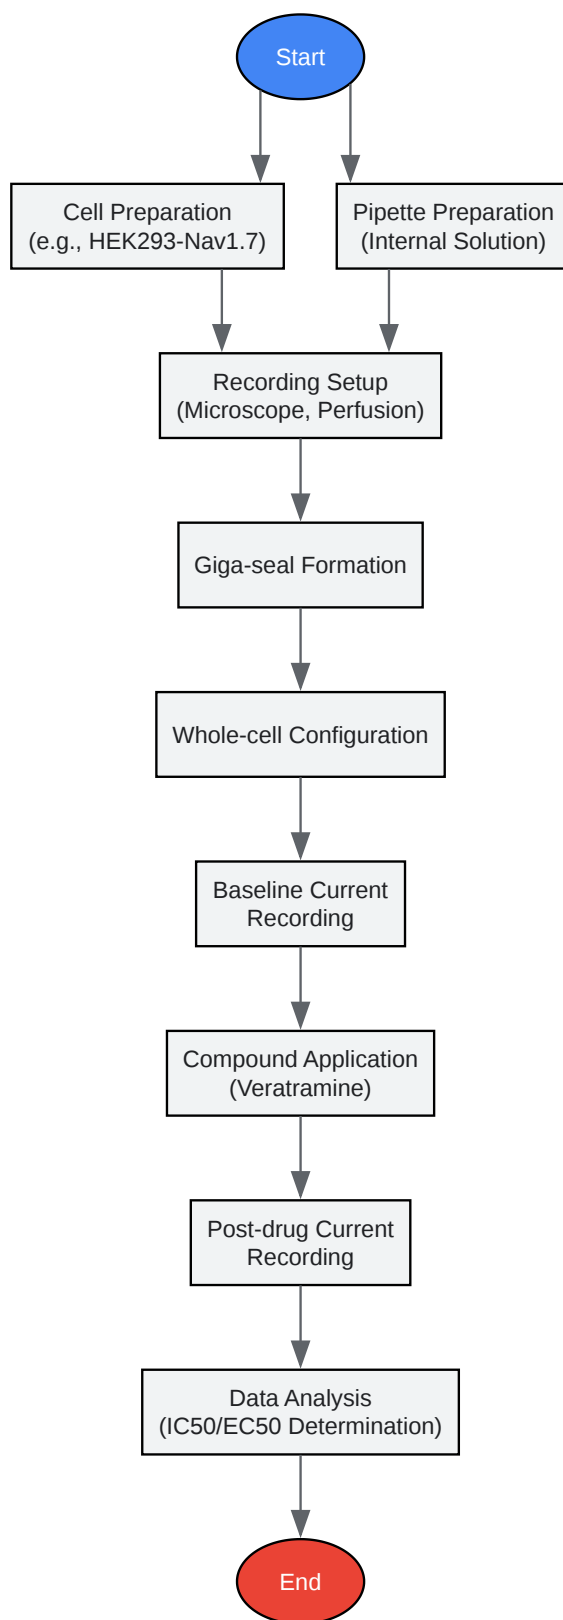 Start
Cell Preparation
(e.g., HEK293-Nav1.7)
Pipette Preparation
(Internal Solution)
Recording Setup
(Microscope, Perfusion)
Giga-seal Formation
Whole-cell Configuration
Baseline Current
Recording
Compound Application
(Veratramine)
Post-drug Current
Recording
Data Analysis
(IC50/EC50 Determination)
End